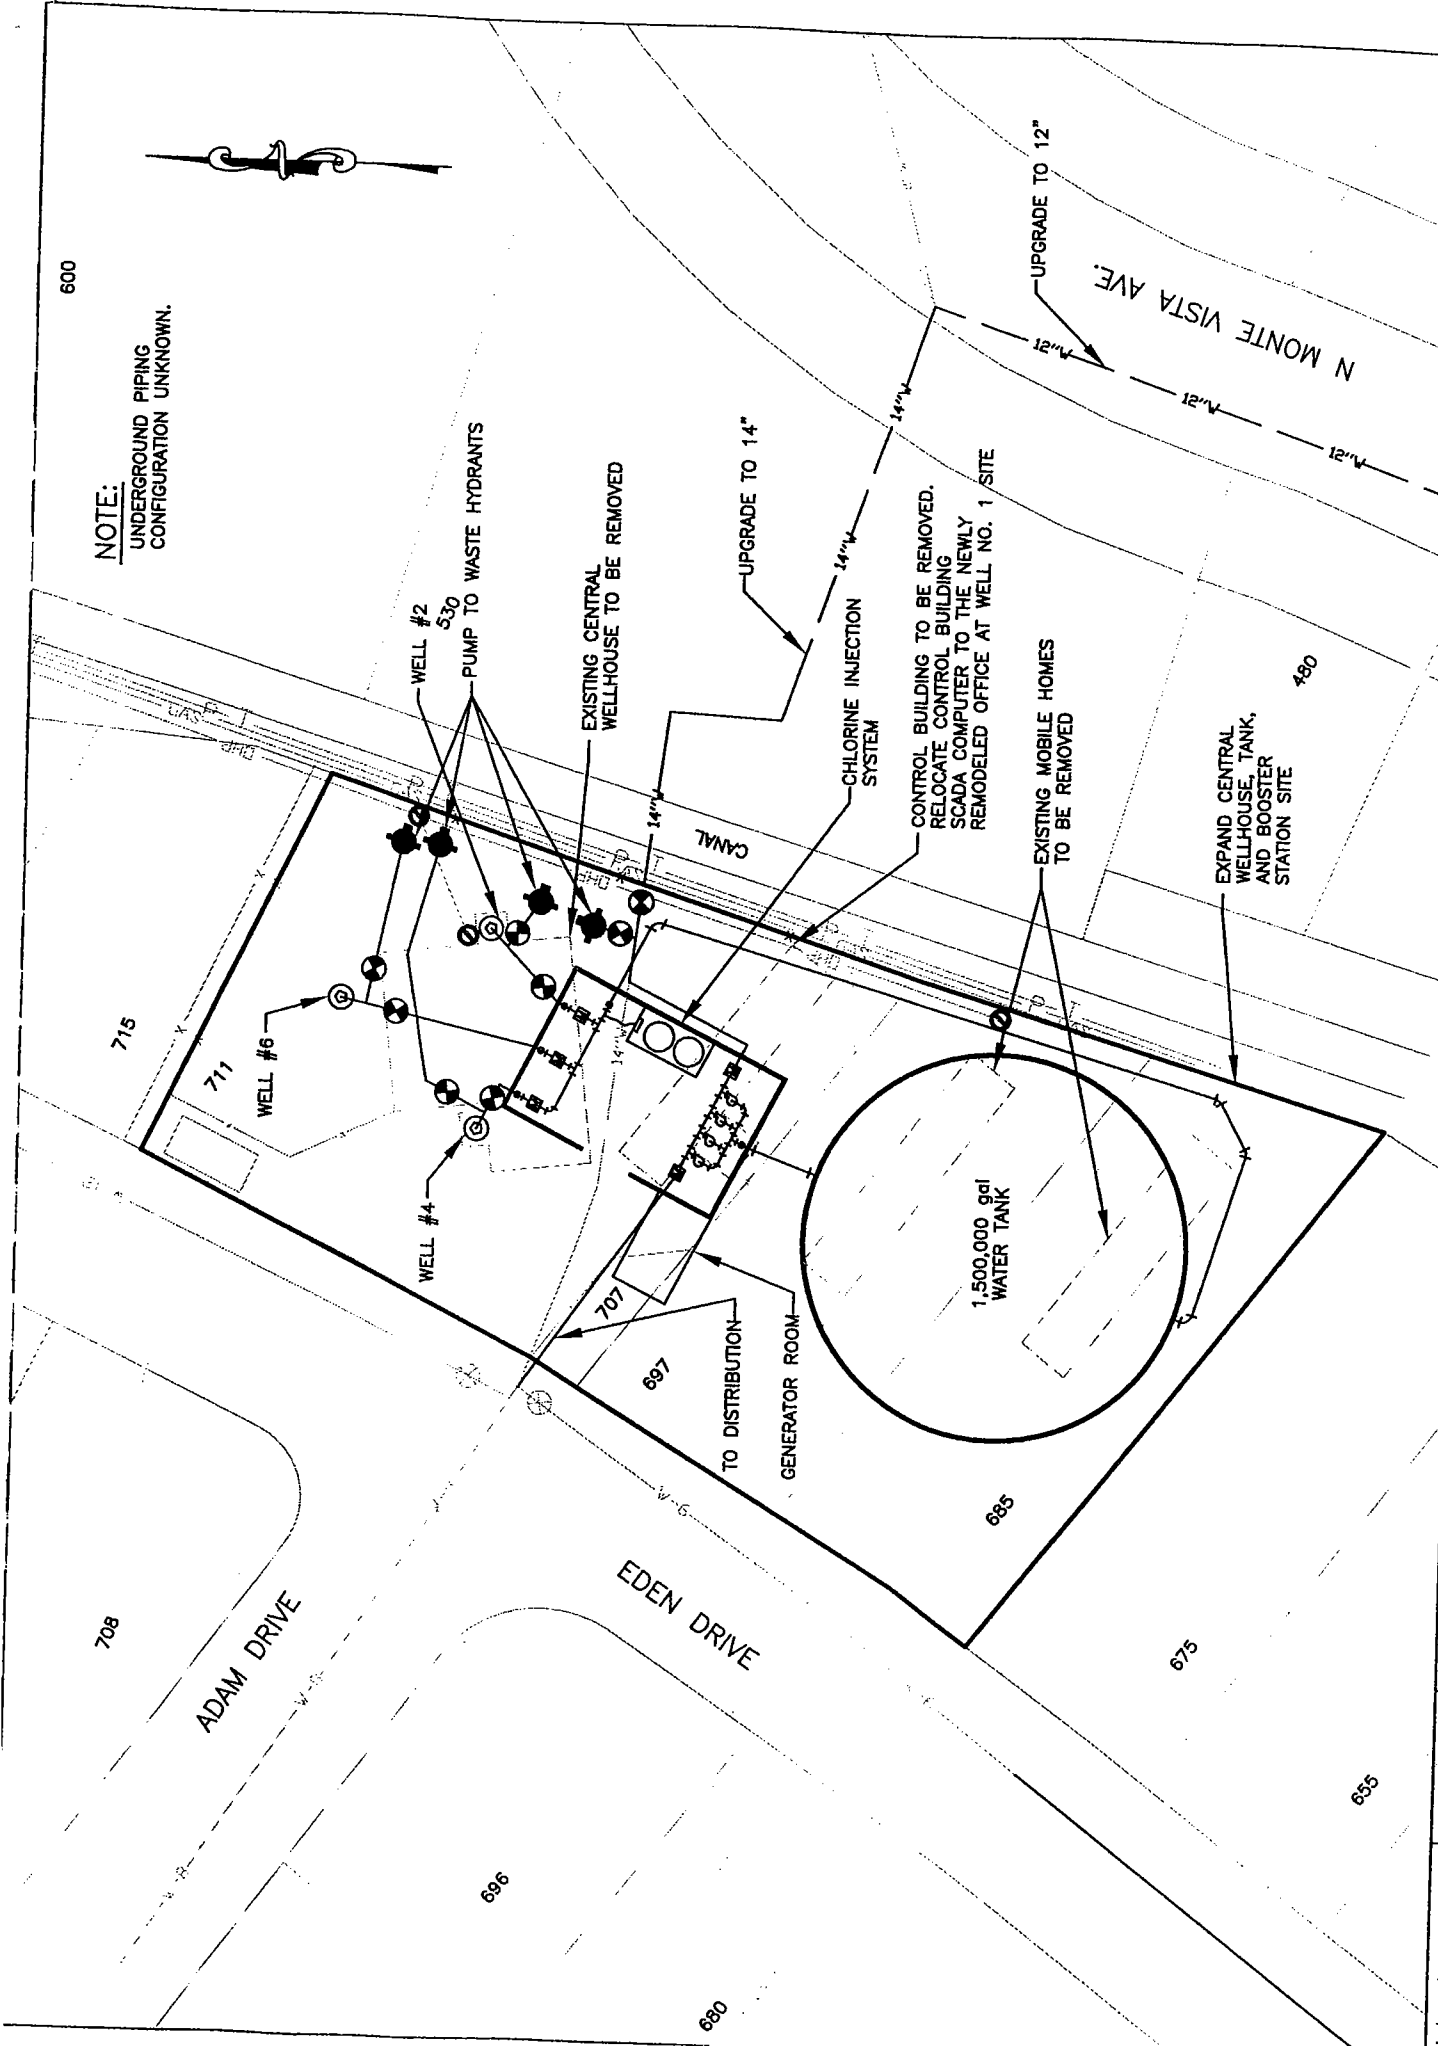 600
NOTE:
UNDERGROUND PIPING
CONFIGURATION UNKNOWN.
WELL #2
530
PUMP TO WASTE HYDRANTS
EXISTING CENTRAL
WELLHOUSE TO BE REMOVED
UPGRADE TO 14"
UPGRADE TO 12"
N MONTE VISTA AVE.
12"W
12"W
12"W
14"W
14"W
14"W
14"W
CHLORINE INJECTION
SYSTEM
CONTROL BUILDING TO BE REMOVED.
RELOCATE CONTROL BUILDING
SCADA COMPUTER TO THE NEWLY
REMODELED OFFICE AT WELL NO. 1 SITE
EXISTING MOBILE HOMES
TO BE REMOVED
480
EXPAND CENTRAL
WELLHOUSE, TANK,
AND BOOSTER
STATION SITE
CANAL
GAS
P-T
OHP
715
711
WELL #6
WELL #4
707
697
TO DISTRIBUTION
GENERATOR ROOM
1,500,000 gal
WATER TANK
685
708
ADAM DRIVE
EDEN DRIVE
W-6
675
655
696
680